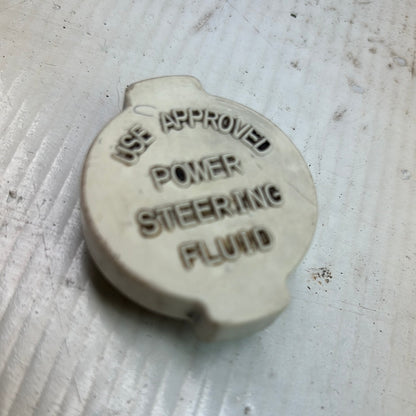 USE APPROVED
POWER
STEERING
FLUID